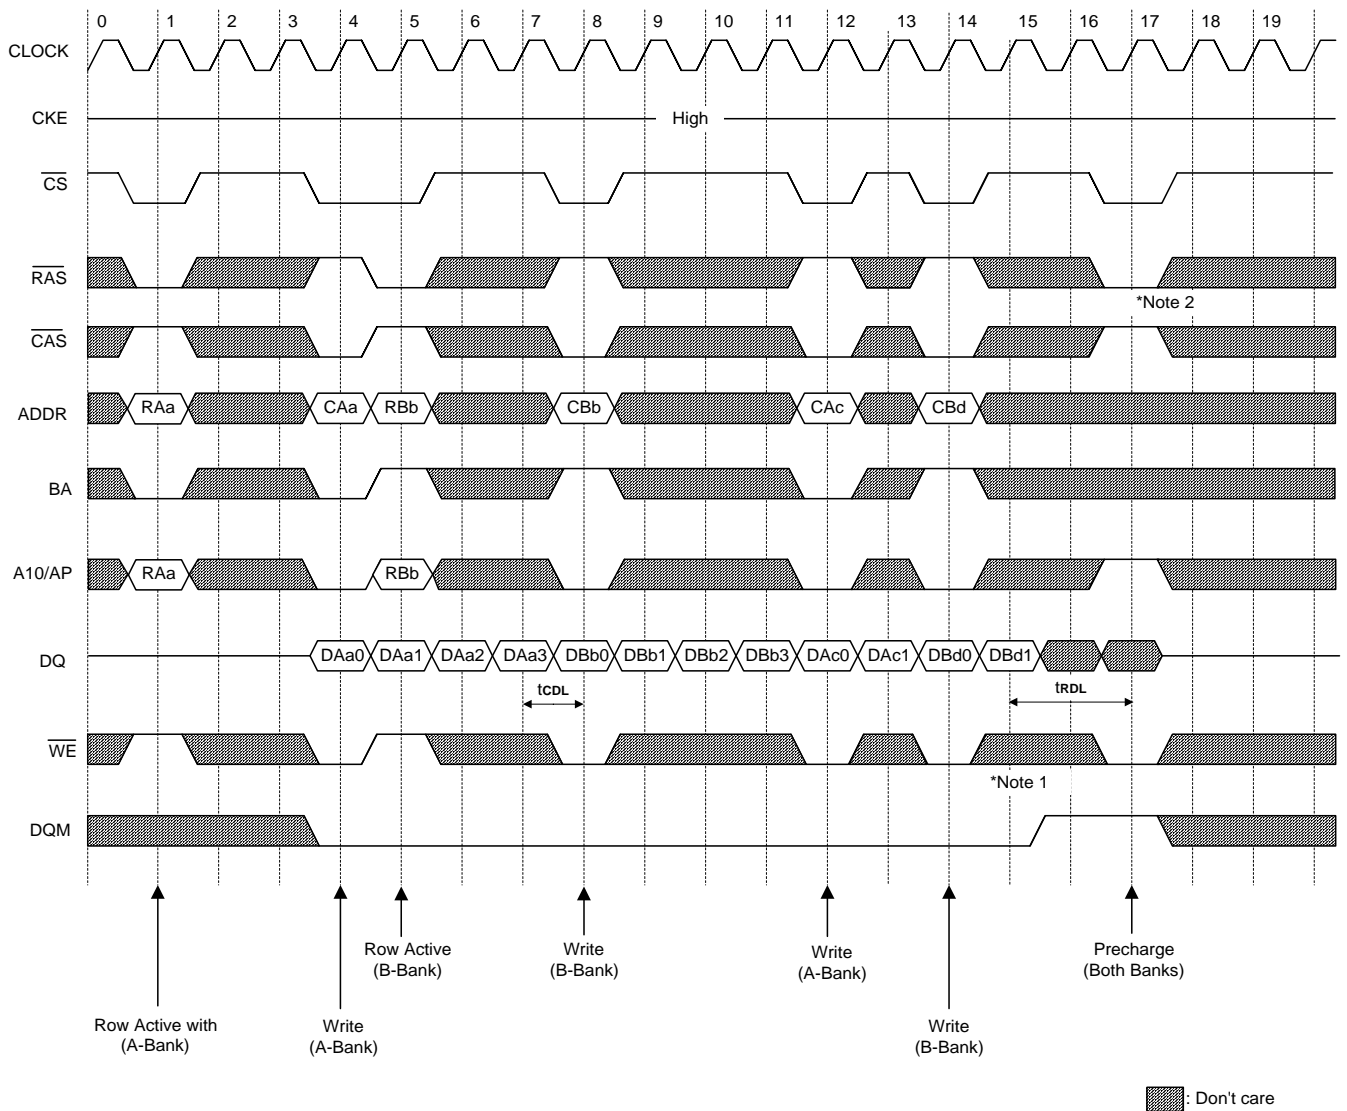 0 1 2 3 4 5 6 7 8 9 10 11 12 13 14 15 16 17 18 19
CLOCK
CKE
High
CS
RAS
*Note 2
CAS
ADDR
RAa CAa RBb CBb CAc CBd
BA
A10/AP
RAa RBb
DQ
DAa0 DAa1 DAa2 DAa3 DBb0 DBb1 DBb2 DBb3 DAc0 DAc1 DBd0 DBd1
tCDL tRDL
WE
*Note 1
DQM
Row Active
(B-Bank)
Write
(B-Bank)
Write
(A-Bank)
Precharge
(Both Banks)
Row Active with
(A-Bank)
Write
(A-Bank)
Write
(B-Bank)
: Don't care